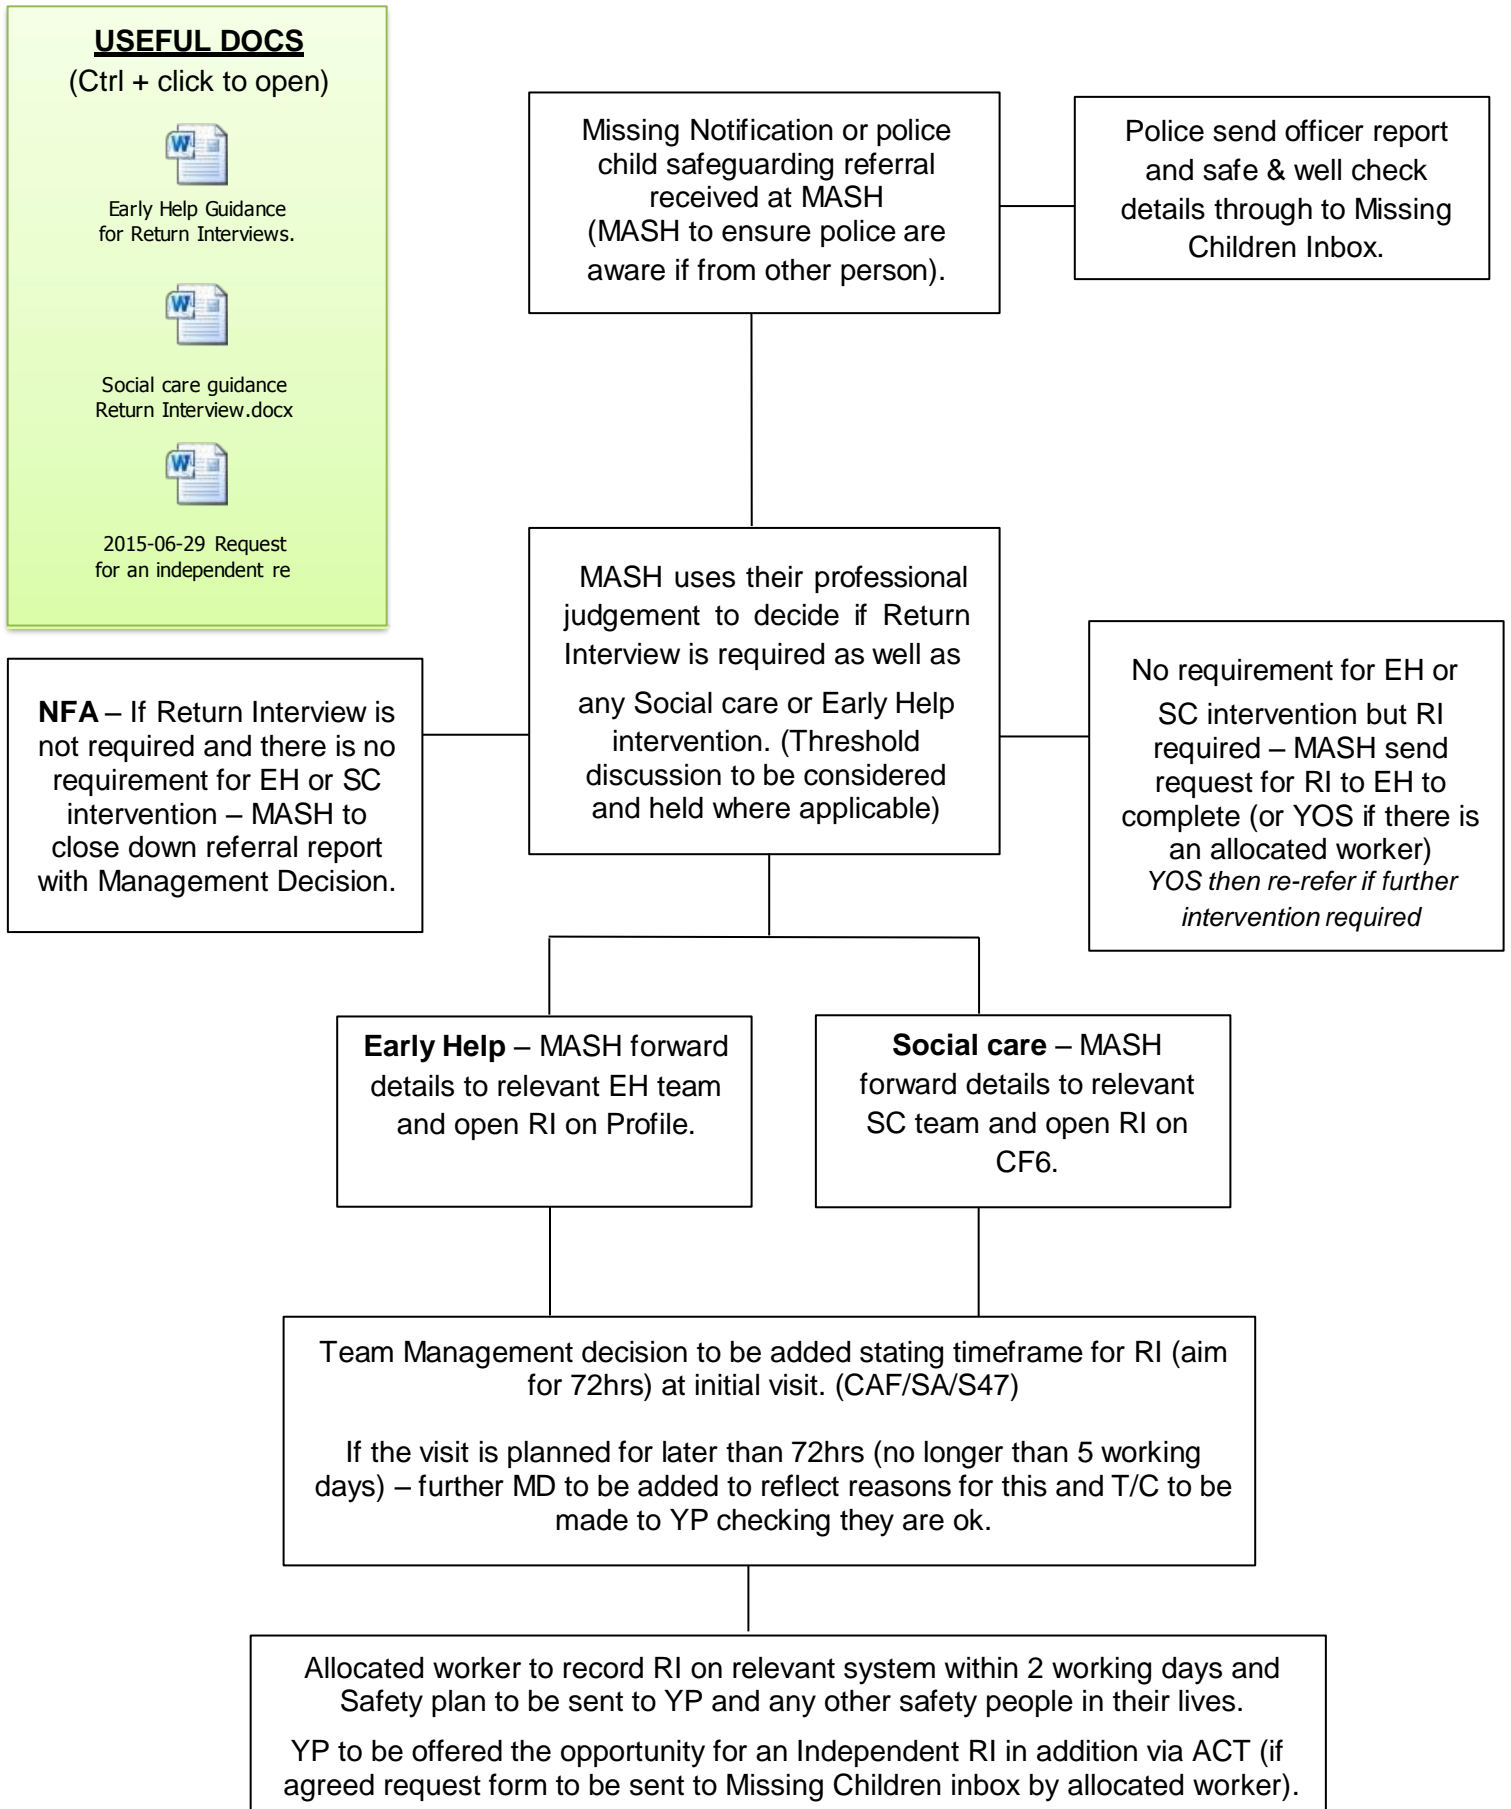 USEFUL DOCS
(Ctrl + click to open)
Early Help Guidance
for Return Interviews.
Social care guidance
Return Interview.docx
2015-06-29 Request
for an independent re
Missing Notification or police
child safeguarding referral
received at MASH
(MASH to ensure police are
aware if from other person).
Police send officer report
and safe & well check
details through to Missing
Children Inbox.
MASH uses their professional
judgement to decide if Return
Interview is required as well as
any Social care or Early Help
intervention. (Threshold
discussion to be considered
and held where applicable)
NFA – If Return Interview is
not required and there is no
requirement for EH or SC
intervention – MASH to
close down referral report
with Management Decision.
No requirement for EH or
SC intervention but RI
required – MASH send
request for RI to EH to
complete (or YOS if there is
an allocated worker)
YOS then re-refer if further
intervention required
Early Help – MASH forward
details to relevant EH team
and open RI on Profile.
Social care – MASH
forward details to relevant
SC team and open RI on
CF6.
Team Management decision to be added stating timeframe for RI (aim
for 72hrs) at initial visit. (CAF/SA/S47)
If the visit is planned for later than 72hrs (no longer than 5 working
days) – further MD to be added to reflect reasons for this and T/C to be
made to YP checking they are ok.
Allocated worker to record RI on relevant system within 2 working days and
Safety plan to be sent to YP and any other safety people in their lives.
YP to be offered the opportunity for an Independent RI in addition via ACT (if
agreed request form to be sent to Missing Children inbox by allocated worker).